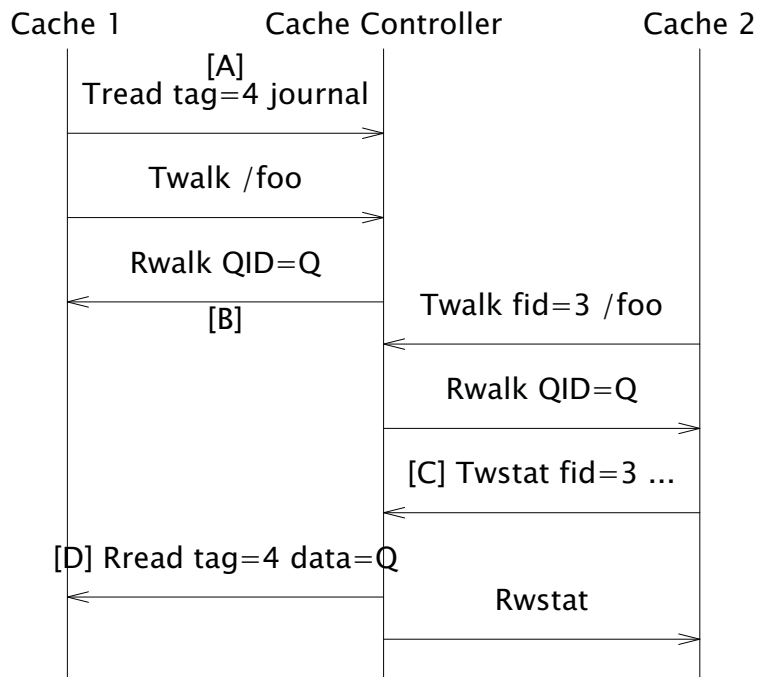 Cache 1 Cache Controller Cache 2
[A]
Tread tag=4 journal
Twalk /foo
Rwalk QID=Q
[B]
Twalk fid=3 /foo
Rwalk QID=Q
[C] Twstat fid=3 ...
[D] Rread tag=4 data=Q
Rwstat